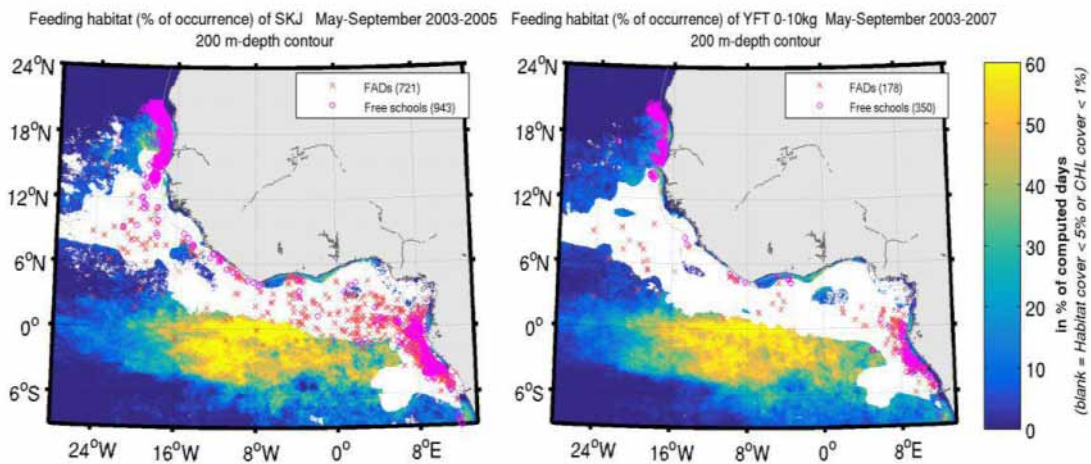 Feeding habitat (% of occurrence) of SKJ May-September 2003-2005
200 m-depth contour
FADs (721)
Free schools (943)
24°N
18°N
12°N
6°N
0°
6°S
24°W
16°W
8°W
0°
8°E
Feeding habitat (% of occurrence) of YFT 0-10kg May-September 2003-2007
200 m-depth contour
FADs (178)
Free schools (350)
24°N
18°N
12°N
6°N
0°
6°S
24°W
16°W
8°W
0°
8°E
60
50
40
30
20
10
0
in % of computed days
(blank = Habitat cover < 5% or CHL cover < 1%)